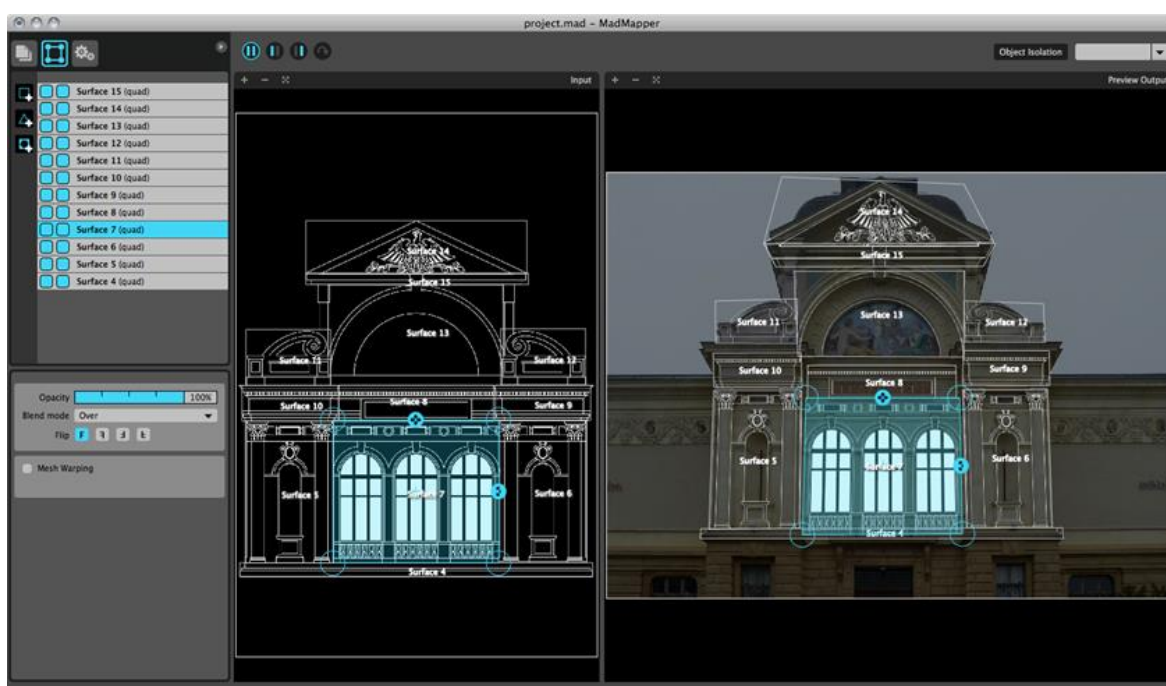 project.mad – MadMapper
Object Isolation
Input
Preview Outpu
Surface 15 (quad)
Surface 14 (quad)
Surface 13 (quad)
Surface 12 (quad)
Surface 11 (quad)
Surface 10 (quad)
Surface 9 (quad)
Surface 8 (quad)
Surface 7 (quad)
Surface 6 (quad)
Surface 5 (quad)
Surface 4 (quad)
Opacity 100%
Blend mode Over
Flip F
Mesh Warping
Surface 14
Surface 15
Surface 13
Surface 11
Surface 12
Surface 10
Surface 8
Surface 9
Surface 5
Surface 7
Surface 6
Surface 4
Surface 14
Surface 15
Surface 13
Surface 11
Surface 12
Surface 10
Surface 9
Surface 8
Surface 5
Surface 7
Surface 6
Surface 4